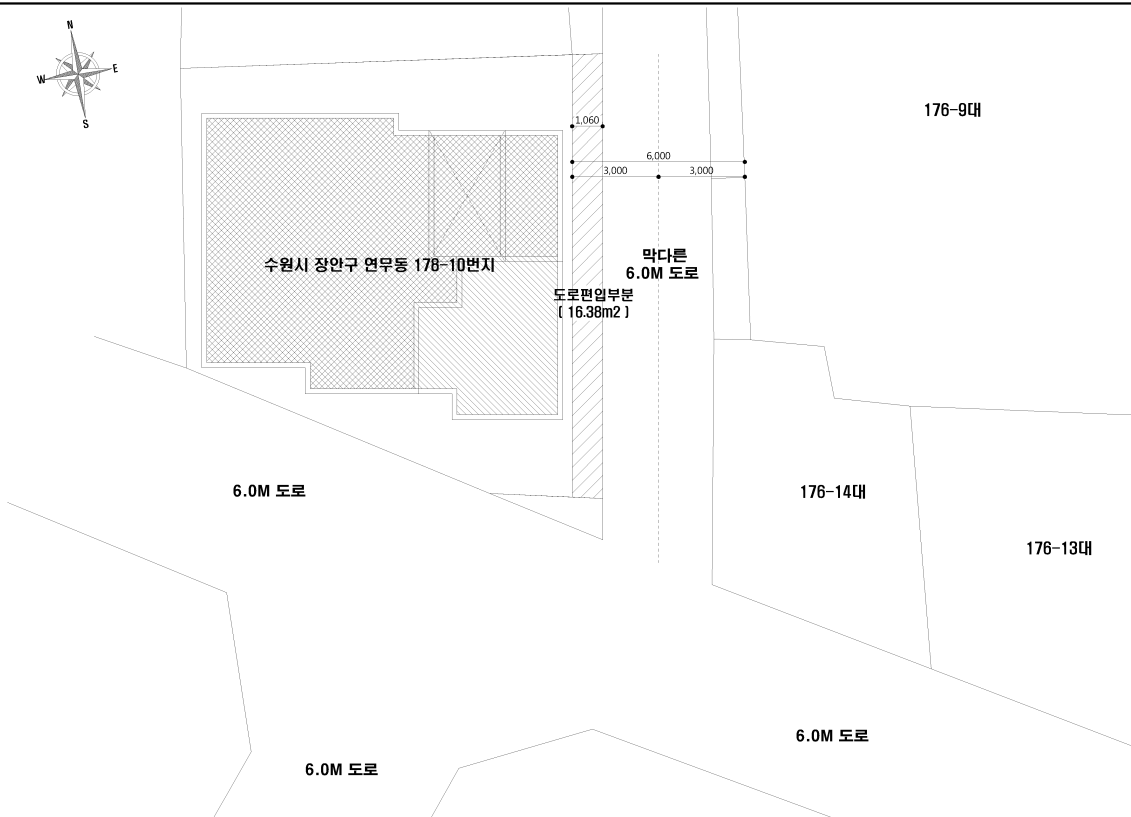 N
W
E
S
176-9대
1,060
6,000
3,000
3,000
막다른
6.0M 도로
수원시 장안구 연무동 178-10번지
도로편입부분
( 16.38m2 )
6.0M 도로
176-14대
176-13대
6.0M 도로
6.0M 도로